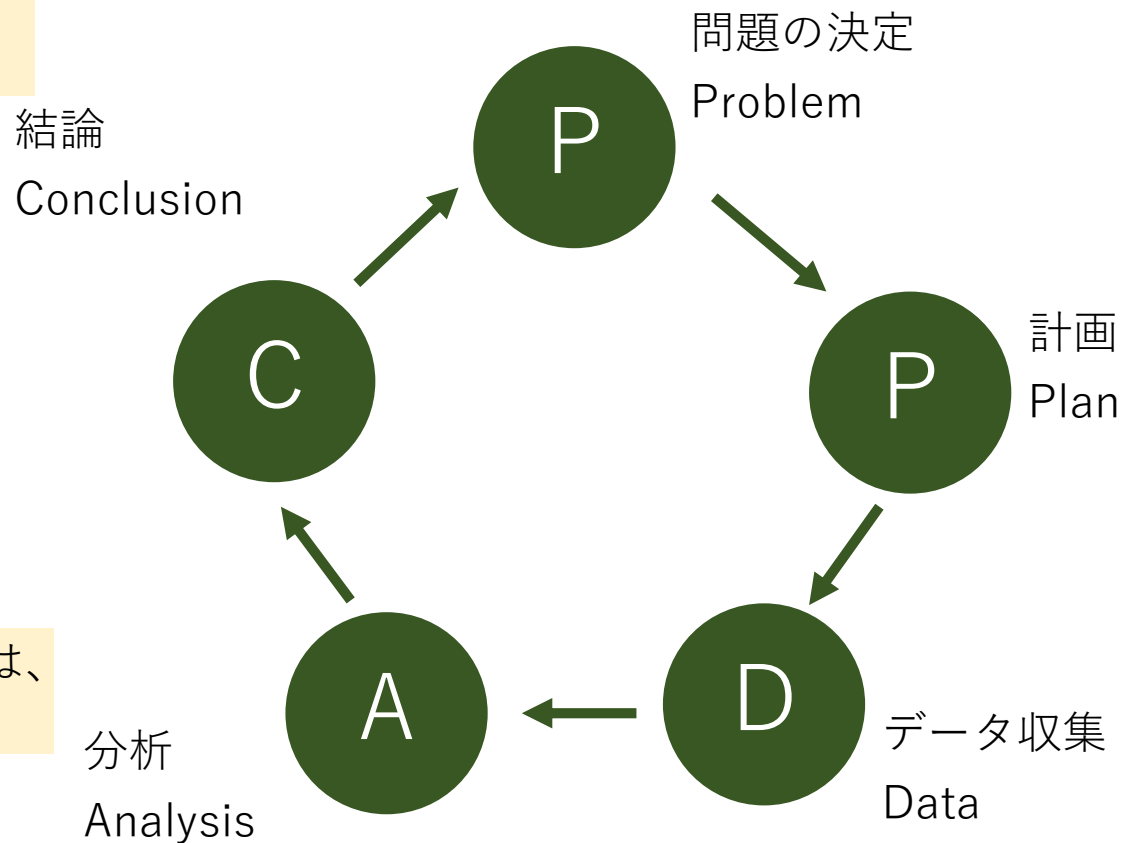 問題の決定
Problem
P
結論
Conclusion
計画
Plan
P
C
は、
分析
Analysis
A
D
データ収集
Data